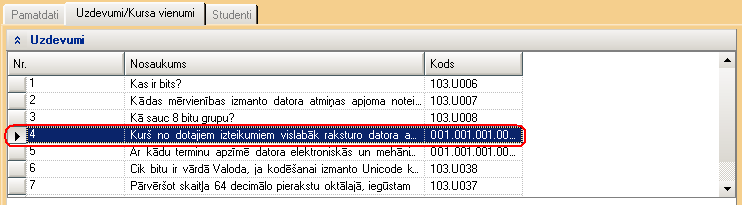 Pamatdati Uzdevumi/Kursa vienumi Studenti
Uzdevumi
Nr. Nosaukums Kods
1 Kas ir bits? 103.U006
2 Kādas mērvienības izmanto datora atmiņas apjoma notei... 103.U007
3 Kā sauc 8 bitu grupu? 103.U008
4 Kurš no dotajiem izteikumiem vislabāk raksturo datora a... 001.001.001.00...
5 Ar kādu terminu apzīmē datora elektroniskās un mehāni... 001.001.001.00...
6 Cik bitu ir vārdā Valoda, ja kodēšanai izmanto Unicode k... 103.U038
7 Pārvēršot skaitļa 64 decimālo pierakstu oktālajā, iegūstam 103.U037